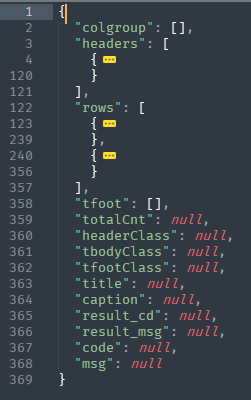 1 {
2 "colgroup": [],
3 "headers": [
4 { ⋯
120 }
121 ],
122 "rows": [
123 { ⋯
239 },
240 { ⋯
356 }
357 ],
358 "tfoot": [],
359 "totalCnt": null,
360 "headerClass": null,
361 "tbodyClass": null,
362 "tfootClass": null,
363 "title": null,
364 "caption": null,
365 "result_cd": null,
366 "result_msg": null,
367 "code": null,
368 "msg": null
369 }